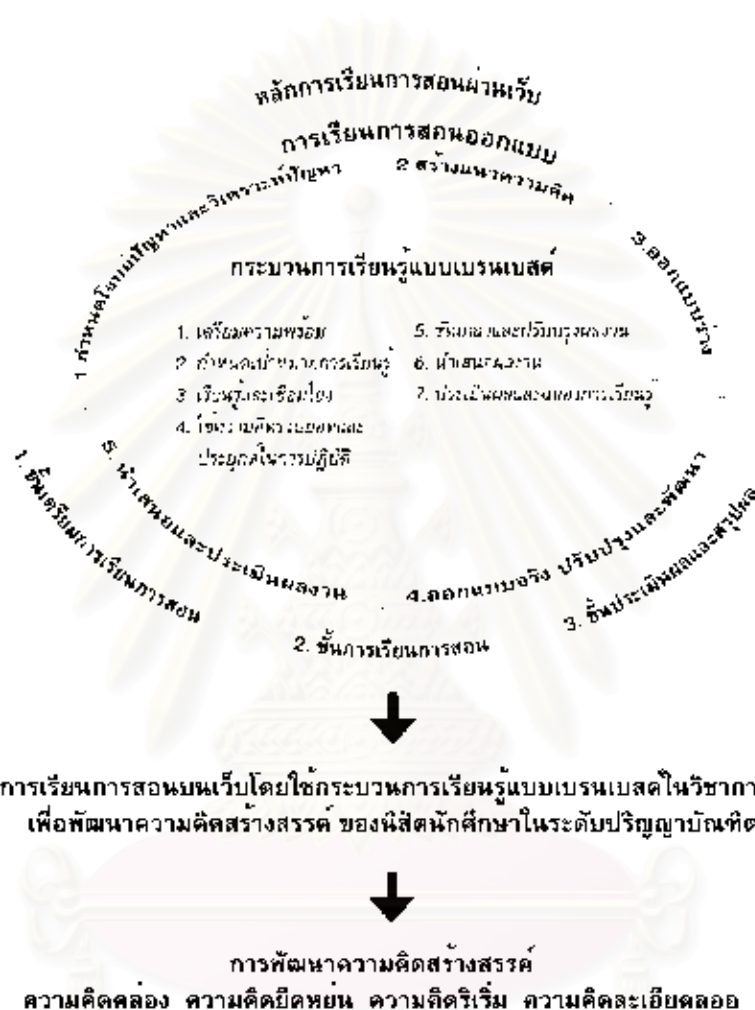 หลักการเรียนการสอนผ่านเว็บ
การเรียนการสอนออกแบบ
1 กำหนดโจทย์ปัญหาและวิเคราะห์ปัญหา
2 สร้างแนวความคิด
3.ออกแบบร่าง
กระบวนการเรียนรู้แบบเบรนเบสด์
1. เตรียมความพร้อม
2 กำหนดเป้าหมายการเรียนรู้
3 เรียนรู้และเชื่อมโยง
4. ใช้ความคิดรวบยอดและ
ประยุกต์ในการปฏิบัติ
5. และปรับปรุงผลงาน
6. นำเสนอผลงาน
7. ประเมินผลและฉลองการเรียนรู้
4.ออกแบบจริง ปรับปรุงและพัฒนา
5. นำเสนอและประเมินผลงาน
1. ขั้นเตรียมการเรียนการสอน
2. ขั้นการเรียนการสอน
3. ขั้นประเมินผลและสรุปผล
การเรียนการสอนบนเว็บโดยใช้กระบวนการเรียนรู้แบบเบรนเบสด์ในวิชากา
เพื่อพัฒนาความคิดสร้างสรรค์ ของนิสิตนักศึกษาในระดับปริญญาบัณฑิต
การพัฒนาความคิดสร้างสรรค์
ความคิดคล่อง ความคิดยืดหยุ่น ความคิดริเริ่ม ความคิดละเอียดลออ